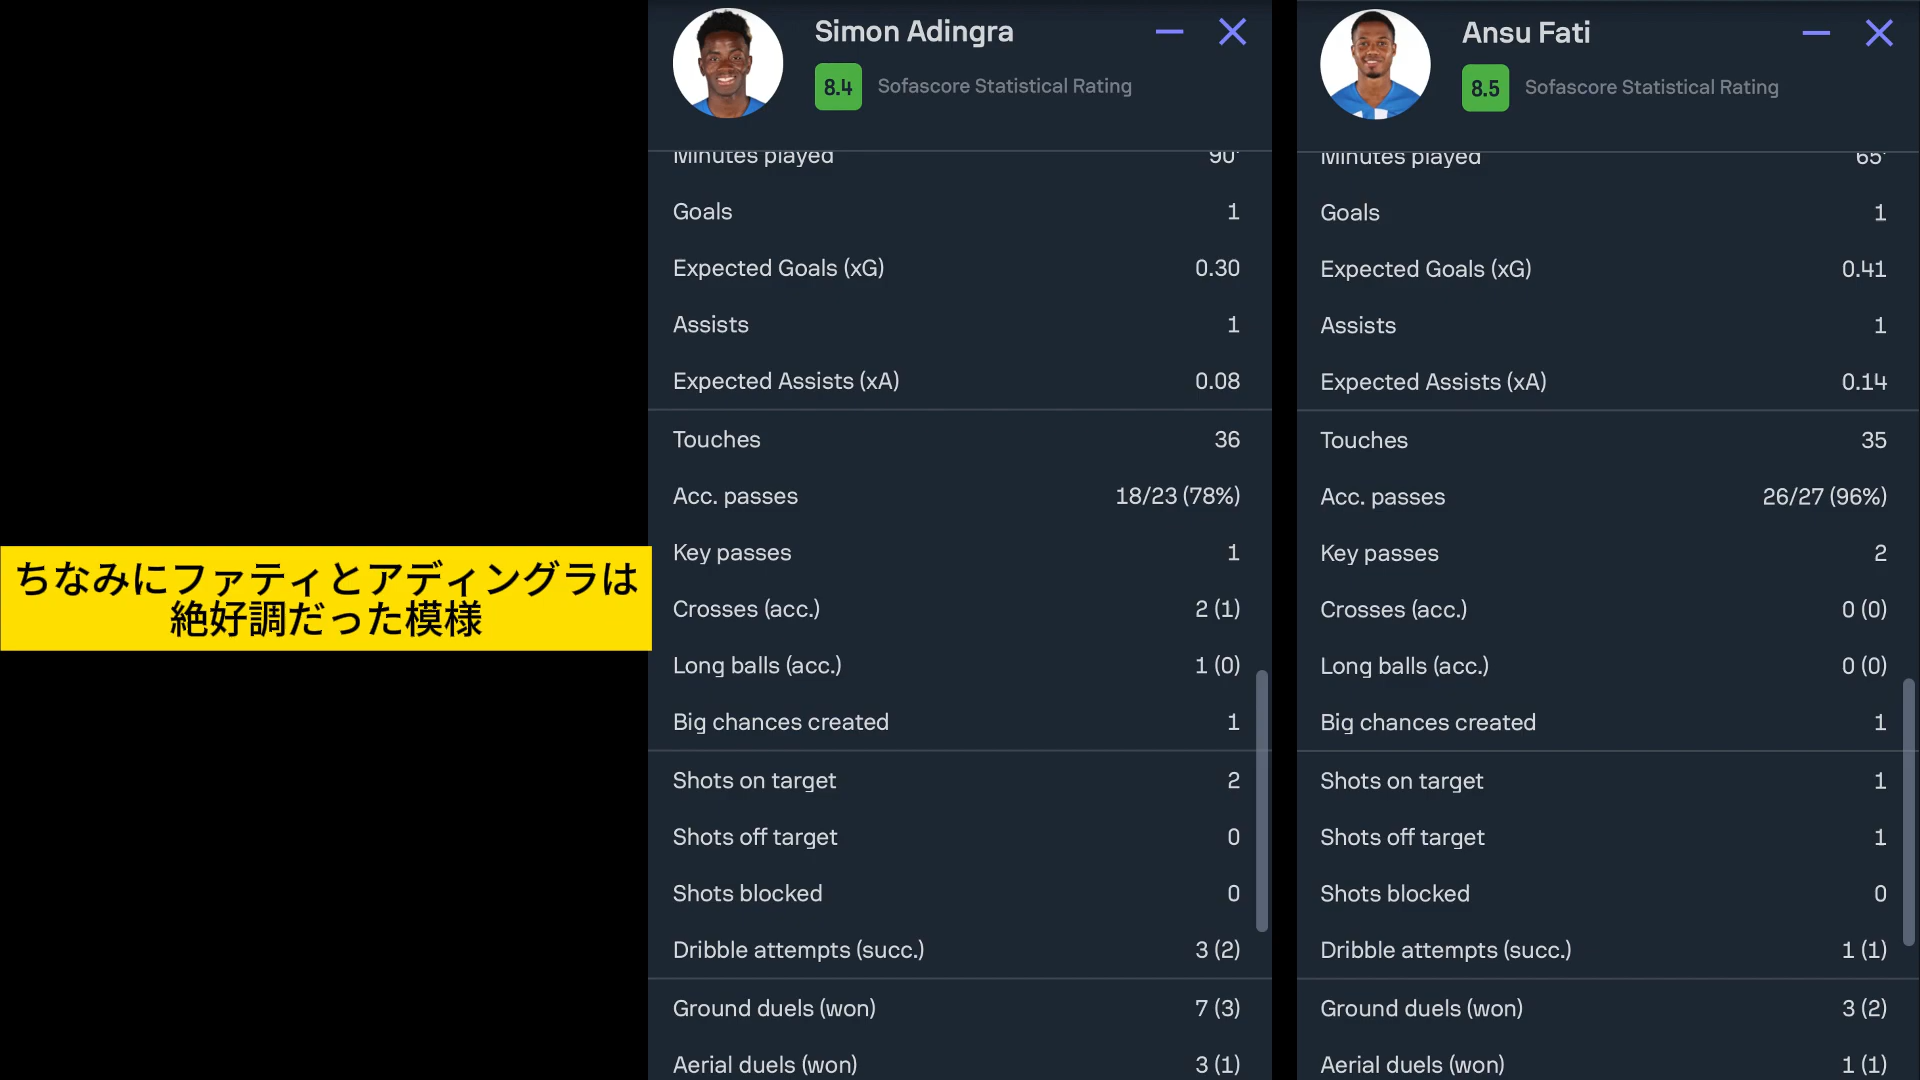 ちなみにファティとアディングラは
絶好調だった模様
Simon Adingra
8.4 Sofascore Statistical Rating
Minutes played 90'
Goals 1
Expected Goals (xG) 0.30
Assists 1
Expected Assists (xA) 0.08
Touches 36
Acc. passes 18/23 (78%)
Key passes 1
Crosses (acc.) 2 (1)
Long balls (acc.) 1 (0)
Big chances created 1
Shots on target 2
Shots off target 0
Shots blocked 0
Dribble attempts (succ.) 3 (2)
Ground duels (won) 7 (3)
Aerial duels (won) 3 (1)
Ansu Fati
8.5 Sofascore Statistical Rating
Minutes played 65'
Goals 1
Expected Goals (xG) 0.41
Assists 1
Expected Assists (xA) 0.14
Touches 35
Acc. passes 26/27 (96%)
Key passes 2
Crosses (acc.) 0 (0)
Long balls (acc.) 0 (0)
Big chances created 1
Shots on target 1
Shots off target 1
Shots blocked 0
Dribble attempts (succ.) 1 (1)
Ground duels (won) 3 (2)
Aerial duels (won) 1 (1)